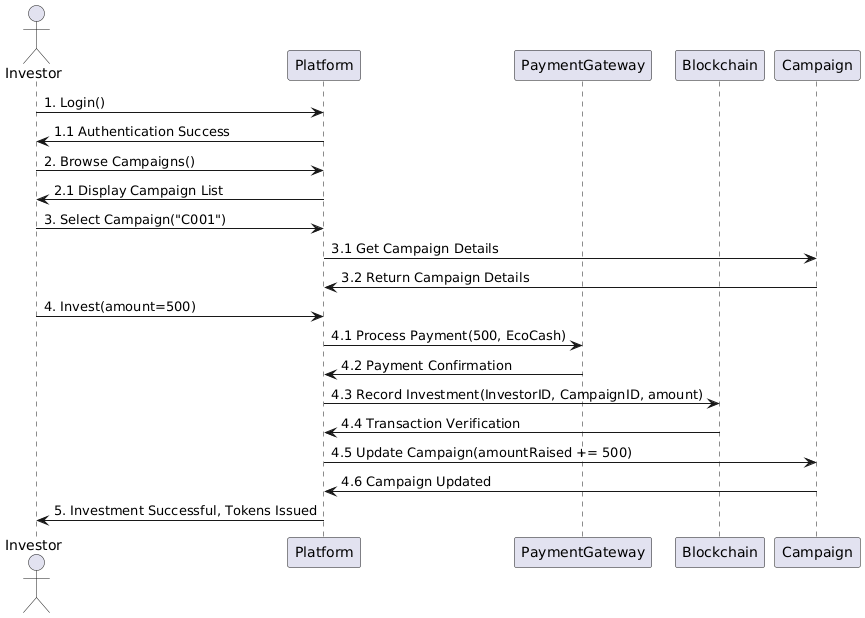 Investor
Platform
PaymentGateway
Blockchain
Campaign
1. Login()
1.1 Authentication Success
2. Browse Campaigns()
2.1 Display Campaign List
3. Select Campaign("C001")
3.1 Get Campaign Details
3.2 Return Campaign Details
4. Invest(amount=500)
4.1 Process Payment(500, EcoCash)
4.2 Payment Confirmation
4.3 Record Investment(InvestorID, CampaignID, amount)
4.4 Transaction Verification
4.5 Update Campaign(amountRaised += 500)
4.6 Campaign Updated
5. Investment Successful, Tokens Issued
Investor
Platform
PaymentGateway
Blockchain
Campaign